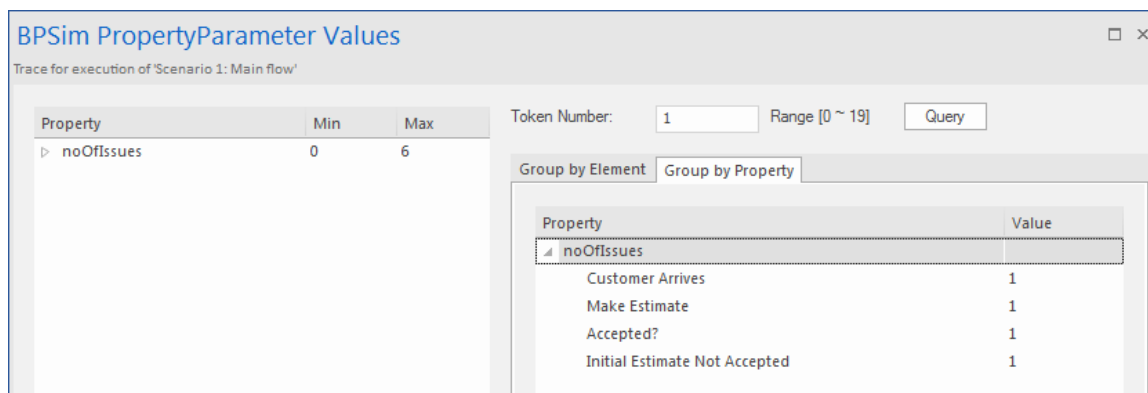 BPSim PropertyParameter Values
Trace for execution of 'Scenario 1: Main flow'
Property Min Max
noOfIssues 0 6
Token Number: 1 Range [0 ~ 19] Query
Group by Element Group by Property
Property Value
noOfIssues
Customer Arrives 1
Make Estimate 1
Accepted? 1
Initial Estimate Not Accepted 1